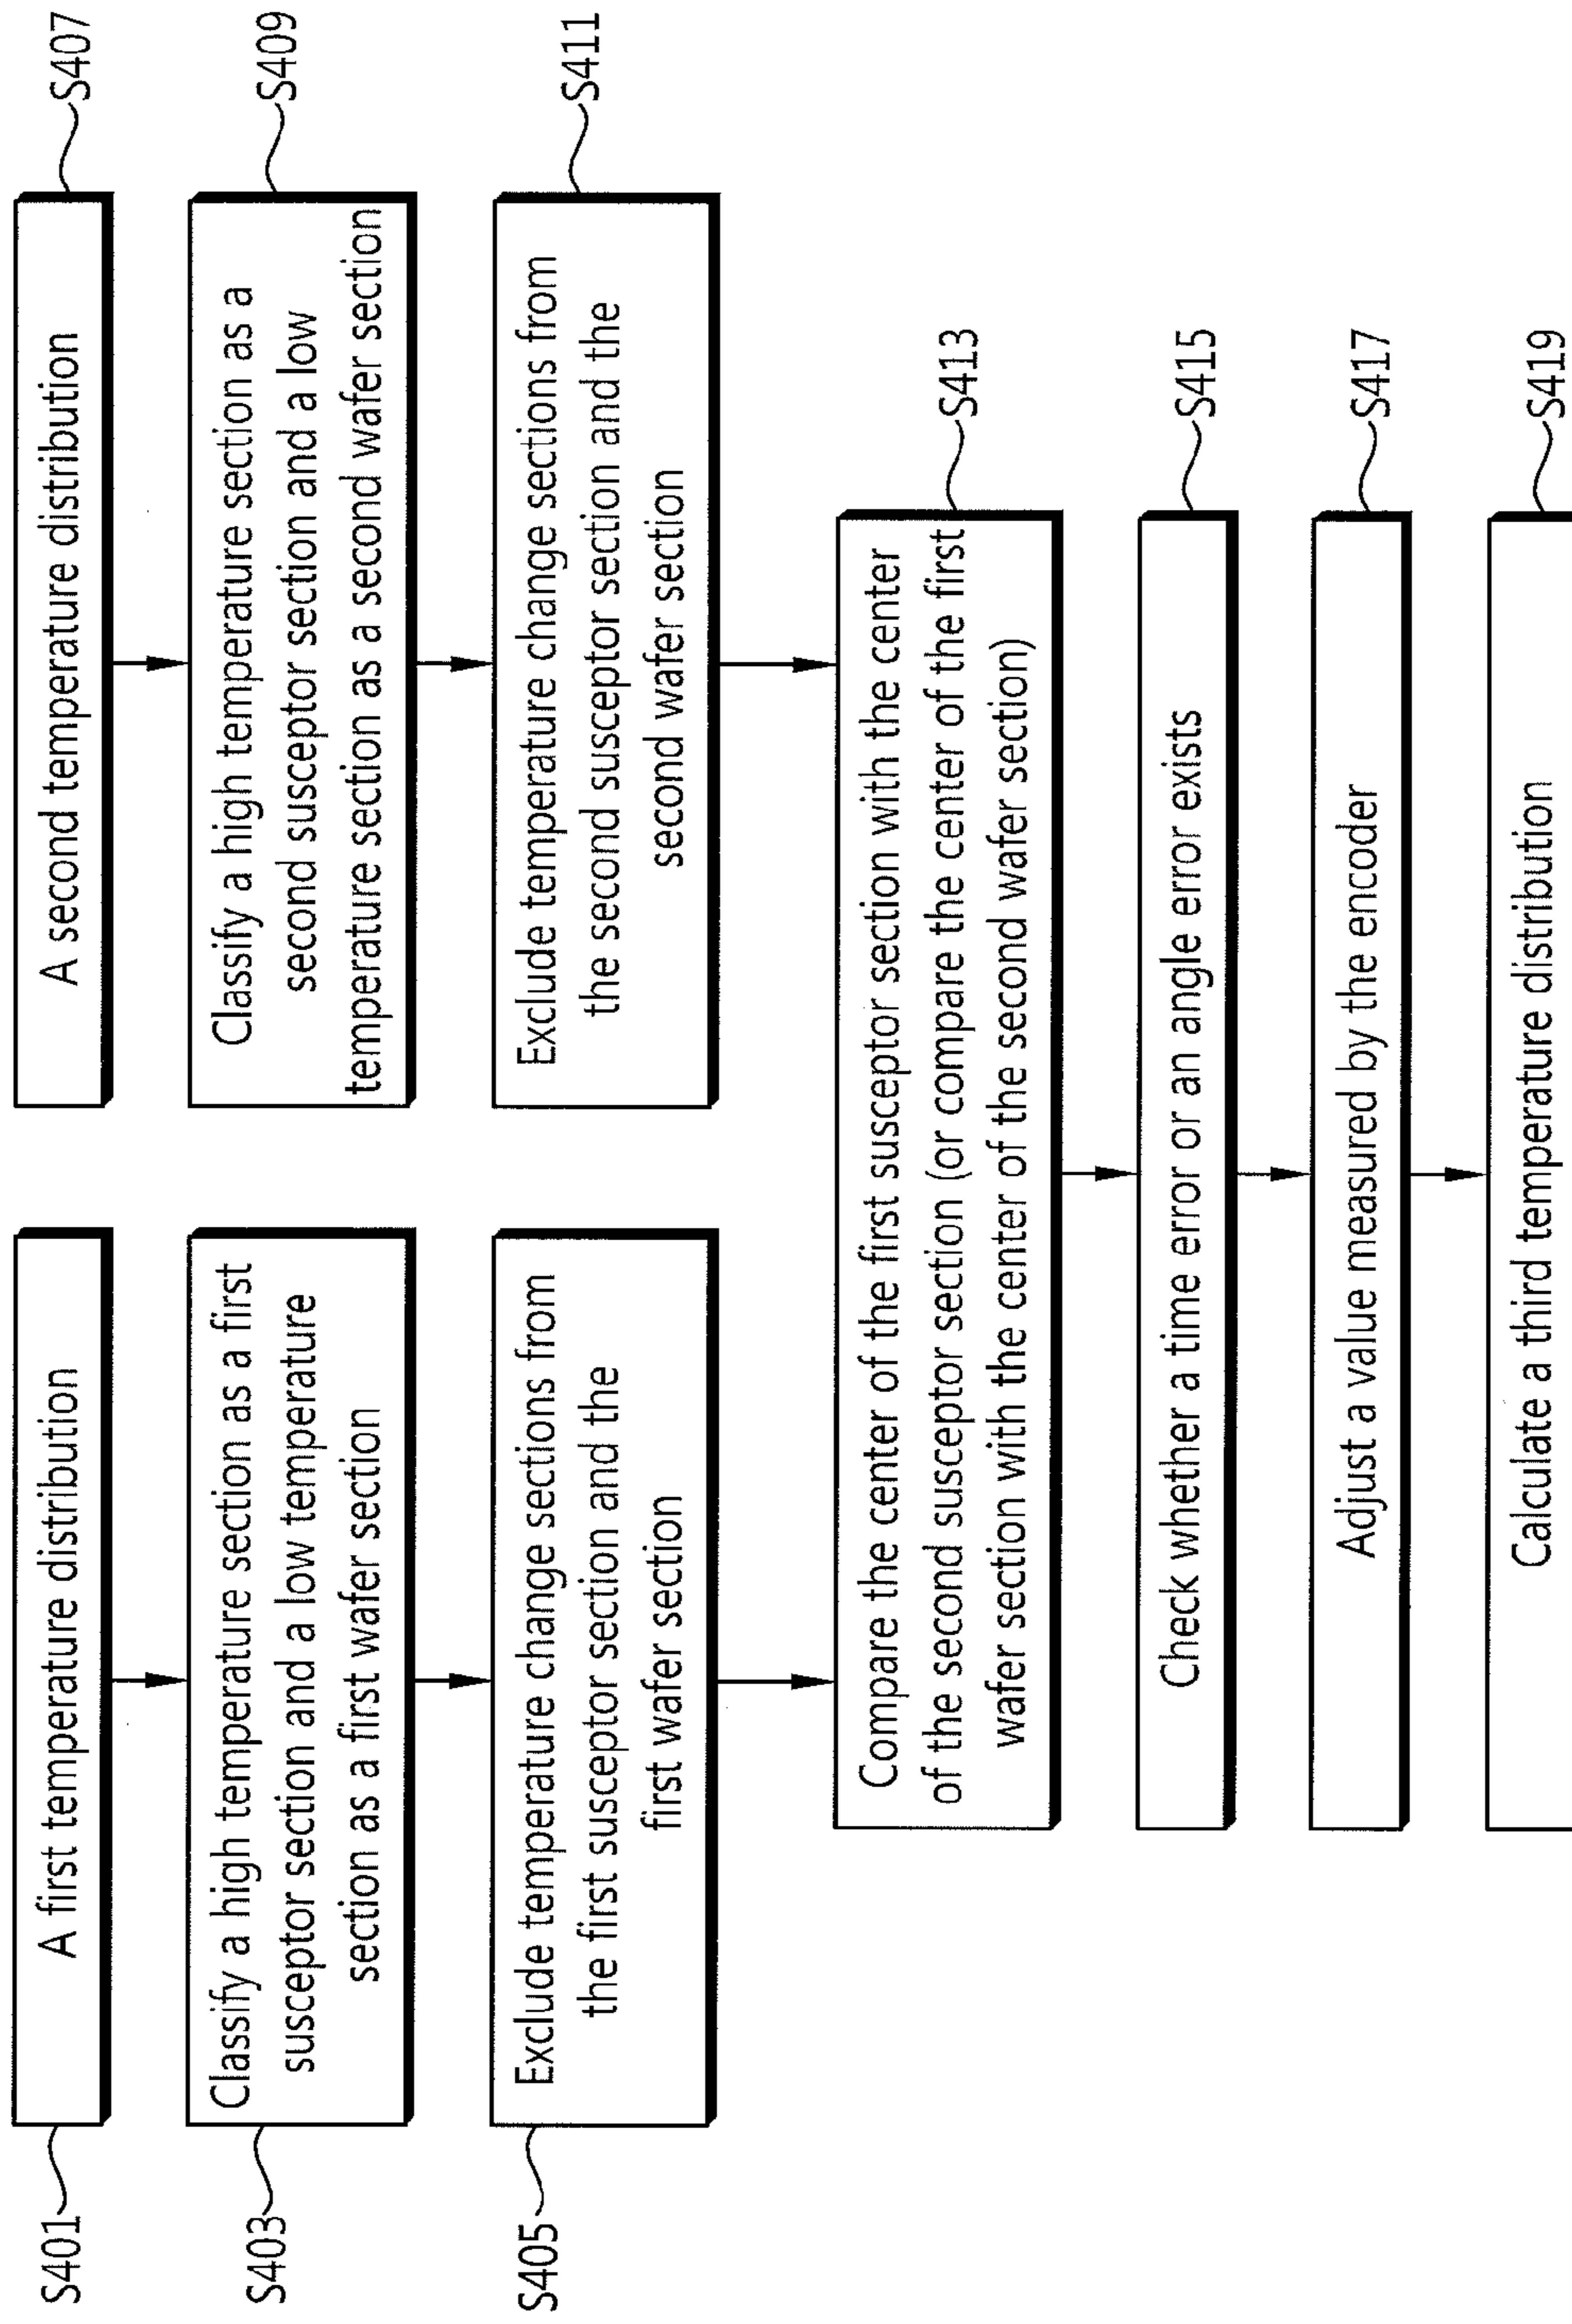 S401
A first temperature distribution
S403
Classify a high temperature section as a first
susceptor section and a low temperature
section as a first wafer section
S405
Exclude temperature change sections from
the first susceptor section and the
first wafer section
A second temperature distribution
S407
Classify a high temperature section as a
second susceptor section and a low
temperature section as a second wafer section
S409
Exclude temperature change sections from
the second susceptor section and the
second wafer section
S411
Compare the center of the first susceptor section with the center
of the second susceptor section (or compare the center of the first
wafer section with the center of the second wafer section)
S413
Check whether a time error or an angle error exists
S415
Adjust a value measured by the encoder
S417
Calculate a third temperature distribution
S419